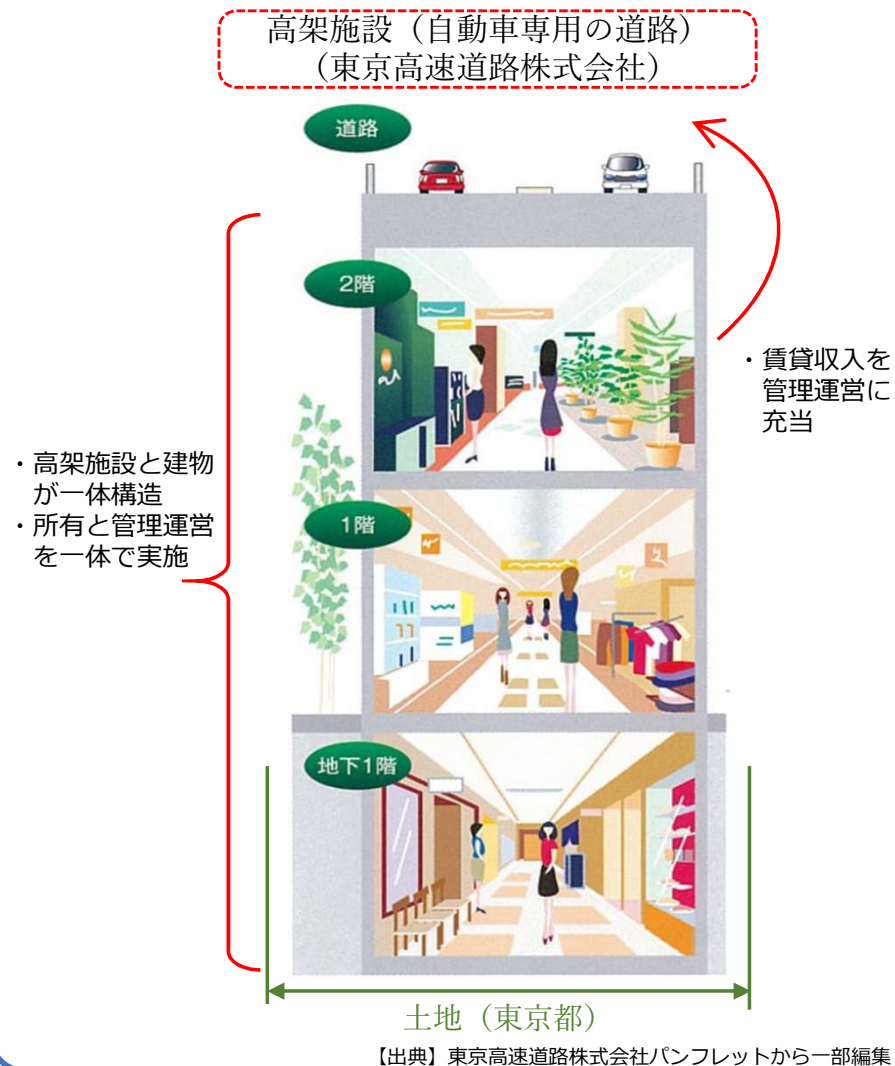 高架施設（自動車専用の道路）
（東京高速道路株式会社）
道路
2階
・賃貸収入を
管理運営に
充当
・高架施設と建物
が一体構造
・所有と管理運営
を一体で実施
1階
地下1階
土地（東京都）
【出典】東京高速道路株式会社パンフレットから一部編集